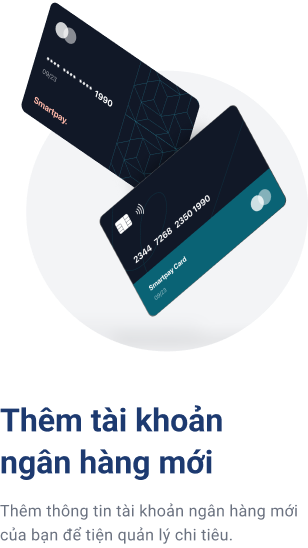 **** **** **** 1990
09/23
Smartpay.
2344 7268 2350 1990
Smartpay Card
09/23
Thêm tài khoản
ngân hàng mới
Thêm thông tin tài khoản ngân hàng mới
của bạn để tiện quản lý chi tiêu.